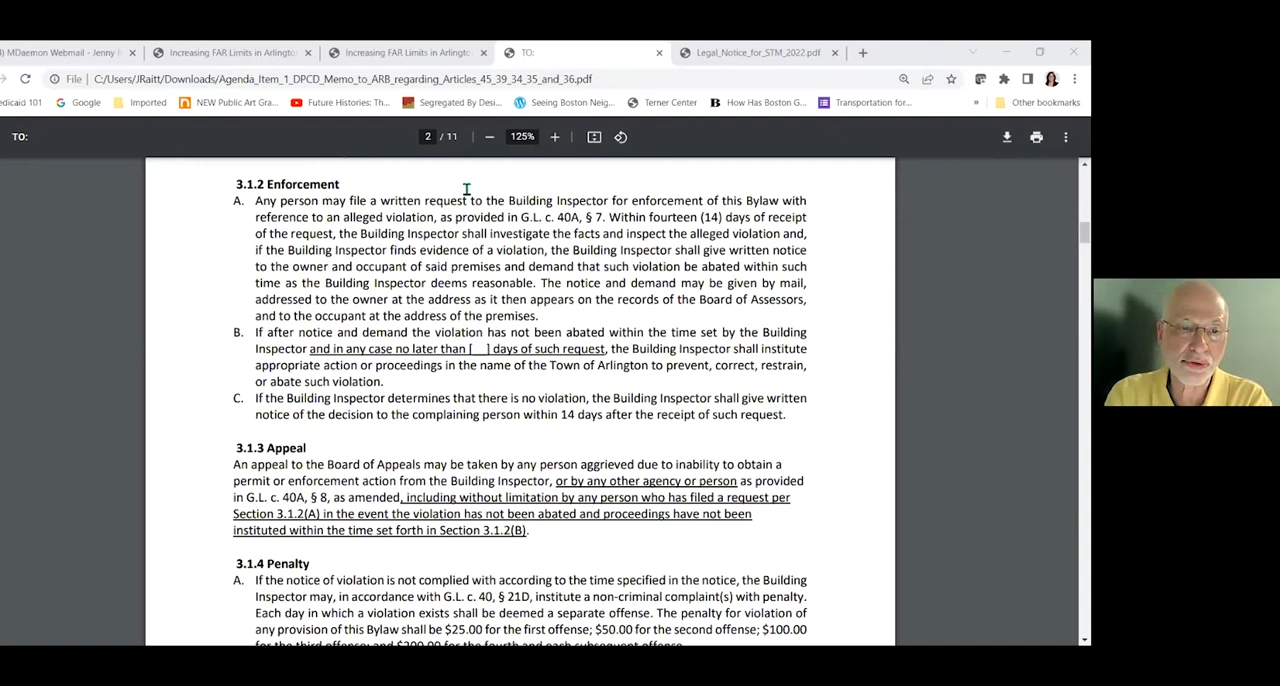 ) MDaemon Webmail - Jenny R
Increasing FAR Limits in Arlingto
Increasing FAR Limits in Arlingto
TO:
Legal_Notice_for_STM_2022.pdf
File | C:/Users/JRaitt/Downloads/Agenda_Item_1_DPCD_Memo_to_ARB_regarding_Articles_45_39_34_35_and_36.pdf
edicaid 101
Google
Imported
NEW Public Art Gra...
Future Histories: Th...
Segregated By Desi...
Seeing Boston Neig...
Terner Center
How Has Boston G...
Transportation for...
» Other bookmarks
TO:
2 / 11
125%
3.1.2 Enforcement
A. Any person may file a written request to the Building Inspector for enforcement of this Bylaw with
reference to an alleged violation, as provided in G.L. c. 40A, § 7. Within fourteen (14) days of receipt
of the request, the Building Inspector shall investigate the facts and inspect the alleged violation and,
if the Building Inspector finds evidence of a violation, the Building Inspector shall give written notice
to the owner and occupant of said premises and demand that such violation be abated within such
time as the Building Inspector deems reasonable. The notice and demand may be given by mail,
addressed to the owner at the address as it then appears on the records of the Board of Assessors,
and to the occupant at the address of the premises.
B. If after notice and demand the violation has not been abated within the time set by the Building
Inspector and in any case no later than [__] days of such request, the Building Inspector shall institute
appropriate action or proceedings in the name of the Town of Arlington to prevent, correct, restrain,
or abate such violation.
C. If the Building Inspector determines that there is no violation, the Building Inspector shall give written
notice of the decision to the complaining person within 14 days after the receipt of such request.
3.1.3 Appeal
An appeal to the Board of Appeals may be taken by any person aggrieved due to inability to obtain a
permit or enforcement action from the Building Inspector, or by any other agency or person as provided
in G.L. c. 40A, § 8, as amended, including without limitation by any person who has filed a request per
Section 3.1.2(A) in the event the violation has not been abated and proceedings have not been
instituted within the time set forth in Section 3.1.2(B).
3.1.4 Penalty
A. If the notice of violation is not complied with according to the time specified in the notice, the Building
Inspector may, in accordance with G.L. c. 40, § 21D, institute a non-criminal complaint(s) with penalty.
Each day in which a violation exists shall be deemed a separate offense. The penalty for violation of
any provision of this Bylaw shall be $25.00 for the first offense; $50.00 for the second offense; $100.00
for the third offense; and $200.00 for the fourth and each subsequent offense.